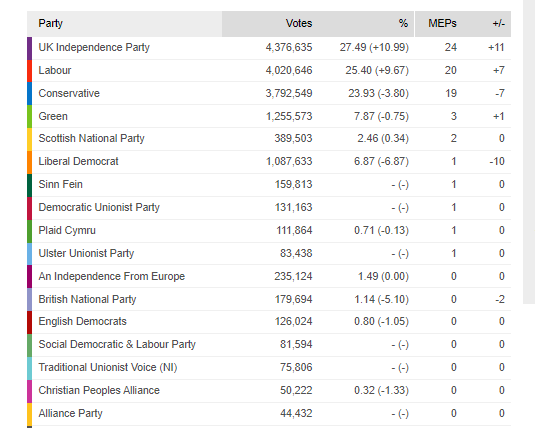 Party Votes % MEPs +/-
UK Independence Party 4,376,635 27.49 (+10.99) 24 +11
Labour 4,020,646 25.40 (+9.67) 20 +7
Conservative 3,792,549 23.93 (-3.80) 19 -7
Green 1,255,573 7.87 (-0.75) 3 +1
Scottish National Party 389,503 2.46 (0.34) 2 0
Liberal Democrat 1,087,633 6.87 (-6.87) 1 -10
Sinn Fein 159,813 - (-) 1 0
Democratic Unionist Party 131,163 - (-) 1 0
Plaid Cymru 111,864 0.71 (-0.13) 1 0
Ulster Unionist Party 83,438 - (-) 1 0
An Independence From Europe 235,124 1.49 (0.00) 0 0
British National Party 179,694 1.14 (-5.10) 0 -2
English Democrats 126,024 0.80 (-1.05) 0 0
Social Democratic & Labour Party 81,594 - (-) 0 0
Traditional Unionist Voice (NI) 75,806 - (-) 0 0
Christian Peoples Alliance 50,222 0.32 (-1.33) 0 0
Alliance Party 44,432 - (-) 0 0